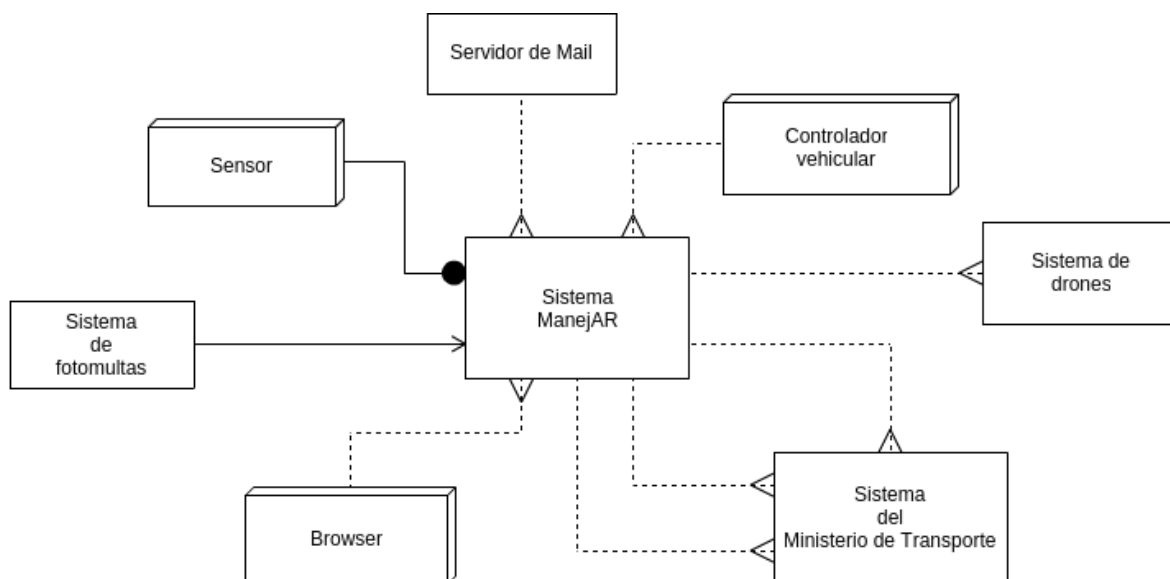 Servidor de Mail
Sensor
Controlador
vehicular
Sistema
ManejAR
Sistema de
drones
Sistema
de
fotomultas
Browser
Sistema
del
Ministerio de Transporte